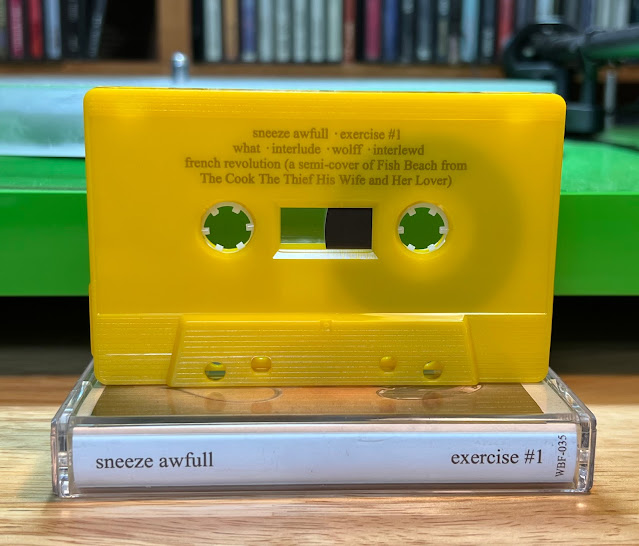 sneeze awfull · exercise #1
what · interlude · wolff · interlewd
french revolution (a semi-cover of Fish Beach from
The Cook The Thief His Wife and Her Lover)
sneeze awfull
exercise #1
WBF-035